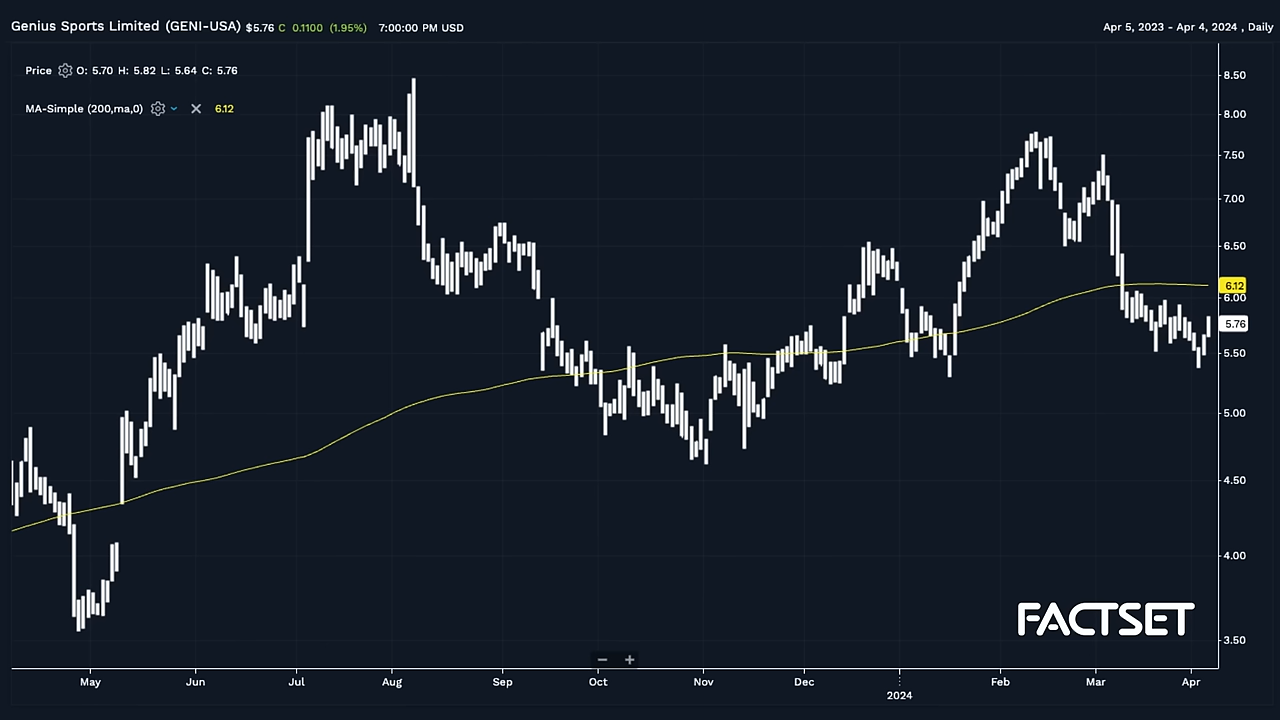 Genius Sports Limited (GENI-USA) $5.76 C 0.1100 (1.95%) 7:00:00 PM USD
Apr 5, 2023 - Apr 4, 2024 , Daily
Price O: 5.70 H: 5.82 L: 5.64 C: 5.76
MA-Simple (200,ma,0) 6.12
8.50
8.00
7.50
7.00
6.50
6.12
6.00
5.76
5.50
5.00
4.50
4.00
3.50
FACTSET
May Jun Jul Aug Sep Oct Nov Dec 2024 Feb Mar Apr